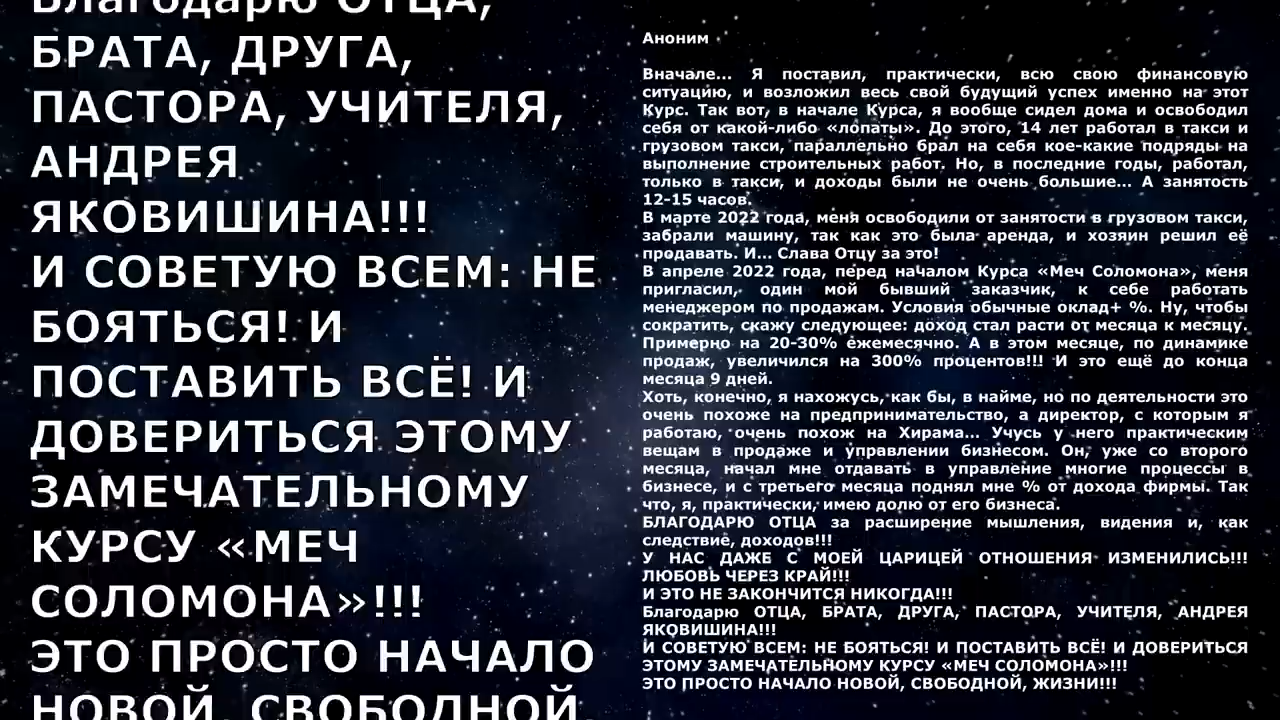 Благодарю ОТЦА,
БРАТА, ДРУГА,
ПАСТОРА, УЧИТЕЛЯ,
АНДРЕЯ
ЯКОВИШИНА!!!
И СОВЕТУЮ ВСЕМ: НЕ
БОЯТЬСЯ! И
ПОСТАВИТЬ ВСЁ! И
ДОВЕРИТЬСЯ ЭТОМУ
ЗАМЕЧАТЕЛЬНОМУ
КУРСУ «МЕЧ
СОЛОМОНА»!!!
ЭТО ПРОСТО НАЧАЛО
НОВОЙ, СВОБОДНОЙ,
Аноним
Вначале... Я поставил, практически, всю свою финансовую
ситуацию, и возложил весь свой будущий успех именно на этот
Курс. Так вот, в начале Курса, я вообще сидел дома и освободил
себя от какой-либо «лопаты». До этого, 14 лет работал в такси и
грузовом такси, параллельно брал на себя кое-какие подряды на
выполнение строительных работ. Но, в последние годы, работал,
только в такси, и доходы были не очень большие... А занятость
12-15 часов.
В марте 2022 года, меня освободили от занятости в грузовом такси,
забрали машину, так как это была аренда, и хозяин решил её
продавать. И... Слава Отцу за это!
В апреле 2022 года, перед началом Курса «Меч Соломона», меня
пригласил, один мой бывший заказчик, к себе работать
менеджером по продажам. Условия обычные оклад+ %. Ну, чтобы
сократить, скажу следующее: доход стал расти от месяца к месяцу.
Примерно на 20-30% ежемесячно. А в этом месяце, по динамике
продаж, увеличился на 300% процентов!!! И это ещё до конца
месяца 9 дней.
Хоть, конечно, я нахожусь, как бы, в найме, но по деятельности это
очень похоже на предпринимательство, а директор, с которым я
работаю, очень похож на Хирама... Учусь у него практическим
вещам в продаже и управлении бизнесом. Он, уже со второго
месяца, начал мне отдавать в управление многие процессы в
бизнесе, и с третьего месяца поднял мне % от дохода фирмы. Так
что, я, практически, имею долю от его бизнеса.
БЛАГОДАРЮ ОТЦА за расширение мышления, видения и, как
следствие, доходов!!!
У НАС ДАЖЕ С МОЕЙ ЦАРИЦЕЙ ОТНОШЕНИЯ ИЗМЕНИЛИСЬ!!!
ЛЮБОВЬ ЧЕРЕЗ КРАЙ!!!
И ЭТО НЕ ЗАКОНЧИТСЯ НИКОГДА!!!
Благодарю ОТЦА, БРАТА, ДРУГА, ПАСТОРА, УЧИТЕЛЯ, АНДРЕЯ
ЯКОВИШИНА!!!
И СОВЕТУЮ ВСЕМ: НЕ БОЯТЬСЯ! И ПОСТАВИТЬ ВСЁ! И ДОВЕРИТЬСЯ
ЭТОМУ ЗАМЕЧАТЕЛЬНОМУ КУРСУ «МЕЧ СОЛОМОНА»!!!
ЭТО ПРОСТО НАЧАЛО НОВОЙ, СВОБОДНОЙ, ЖИЗНИ!!!